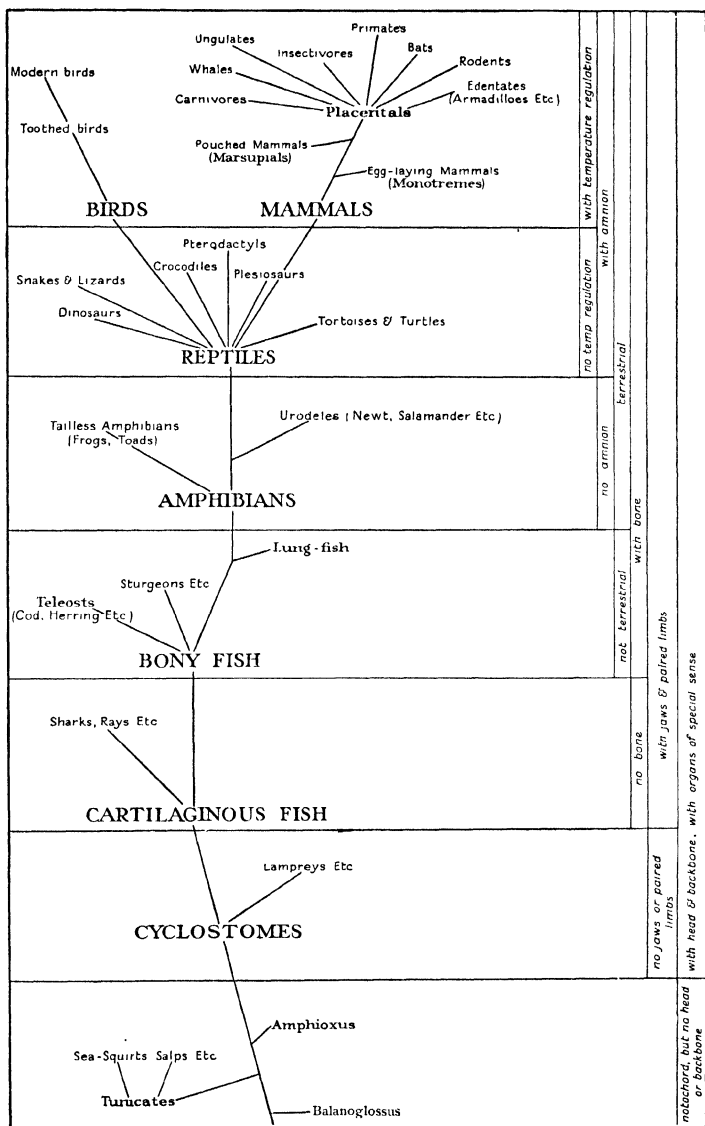 Primates
Ungulates
Insectivores
Bats
Modern birds
Whales
Rodents
Carnivores
Placentals
Edentates
(Armadilloes Etc)
Toothed birds
Pouched Mammals
(Marsupials)
Egg-laying Mammals
(Monotremes)
BIRDS
MAMMALS
with temperature regulation
with amnion
Pterodactyls
Crocodiles
Plesiosaurs
Snakes & Lizards
Dinosaurs
Tortoises & Turtles
REPTILES
no temp regulation
terrestrial
Tailless Amphibians
(Frogs, Toads)
Urodeles (Newt, Salamander Etc)
AMPHIBIANS
no amnion
with bone
Lung-fish
Sturgeons Etc
Teleosts
(Cod, Herring Etc)
BONY FISH
not terrestrial
with jaws & paired limbs
with head & backbone, with organs of special sense
Sharks, Rays Etc
CARTILAGINOUS FISH
no bone
Lampreys Etc
CYCLOSTOMES
no jaws or paired
limbs
Amphioxus
Sea-Squirts Salps Etc
Tunicates
Balanoglossus
notochord, but no head
or backbone